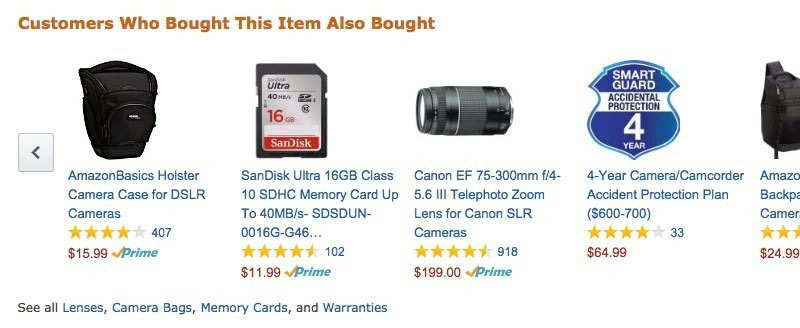 Customers Who Bought This Item Also Bought
AmazonBasics Holster
Camera Case for DSLR
Cameras
407
$15.99 Prime
SanDisk
Ultra
40MB/s
16 GB
SanDisk
SanDisk Ultra 16GB Class
10 SDHC Memory Card Up
To 40MB/s- SDSDUN-
0016G-G46...
102
$11.99 Prime
Canon EF 75-300mm f/4-
5.6 III Telephoto Zoom
Lens for Canon SLR
Cameras
918
$199.00 Prime
SMART
GUARD
ACCIDENTAL
PROTECTION
4
YEAR
4-Year Camera/Camcorder
Accident Protection Plan
($600-700)
33
$64.99
Amazo
Backpa
Camer
$24.99
See all Lenses, Camera Bags, Memory Cards, and Warranties